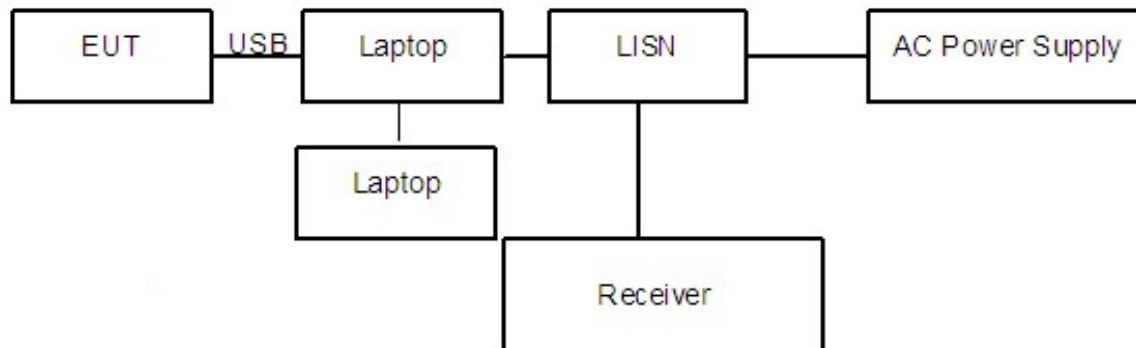 EUT
USB
Laptop
LISN
AC Power Supply
Laptop
Receiver